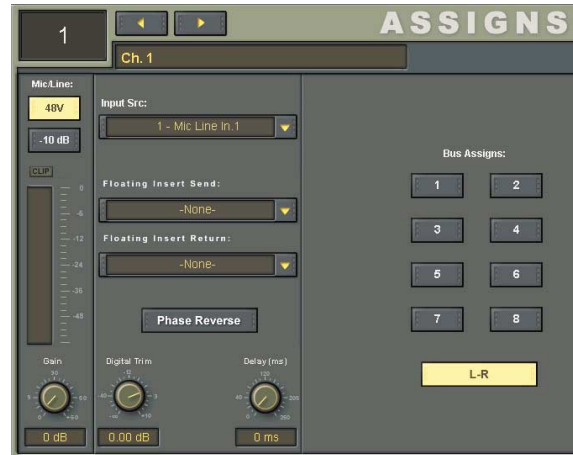 1
ASSIGNS
Ch. 1
Mic/Line:
48V
-10 dB
CLIP
0
-6
-12
-24
-36
-48
Input Src:
1 - Mic Line In.1
Floating Insert Send:
-None-
Floating Insert Return:
-None-
Phase Reverse
Bus Assigns:
1 2
3 4
5 6
7 8
L-R
Gain
0 dB
Digital Trim
0.00 dB
Delay (ms)
0 ms